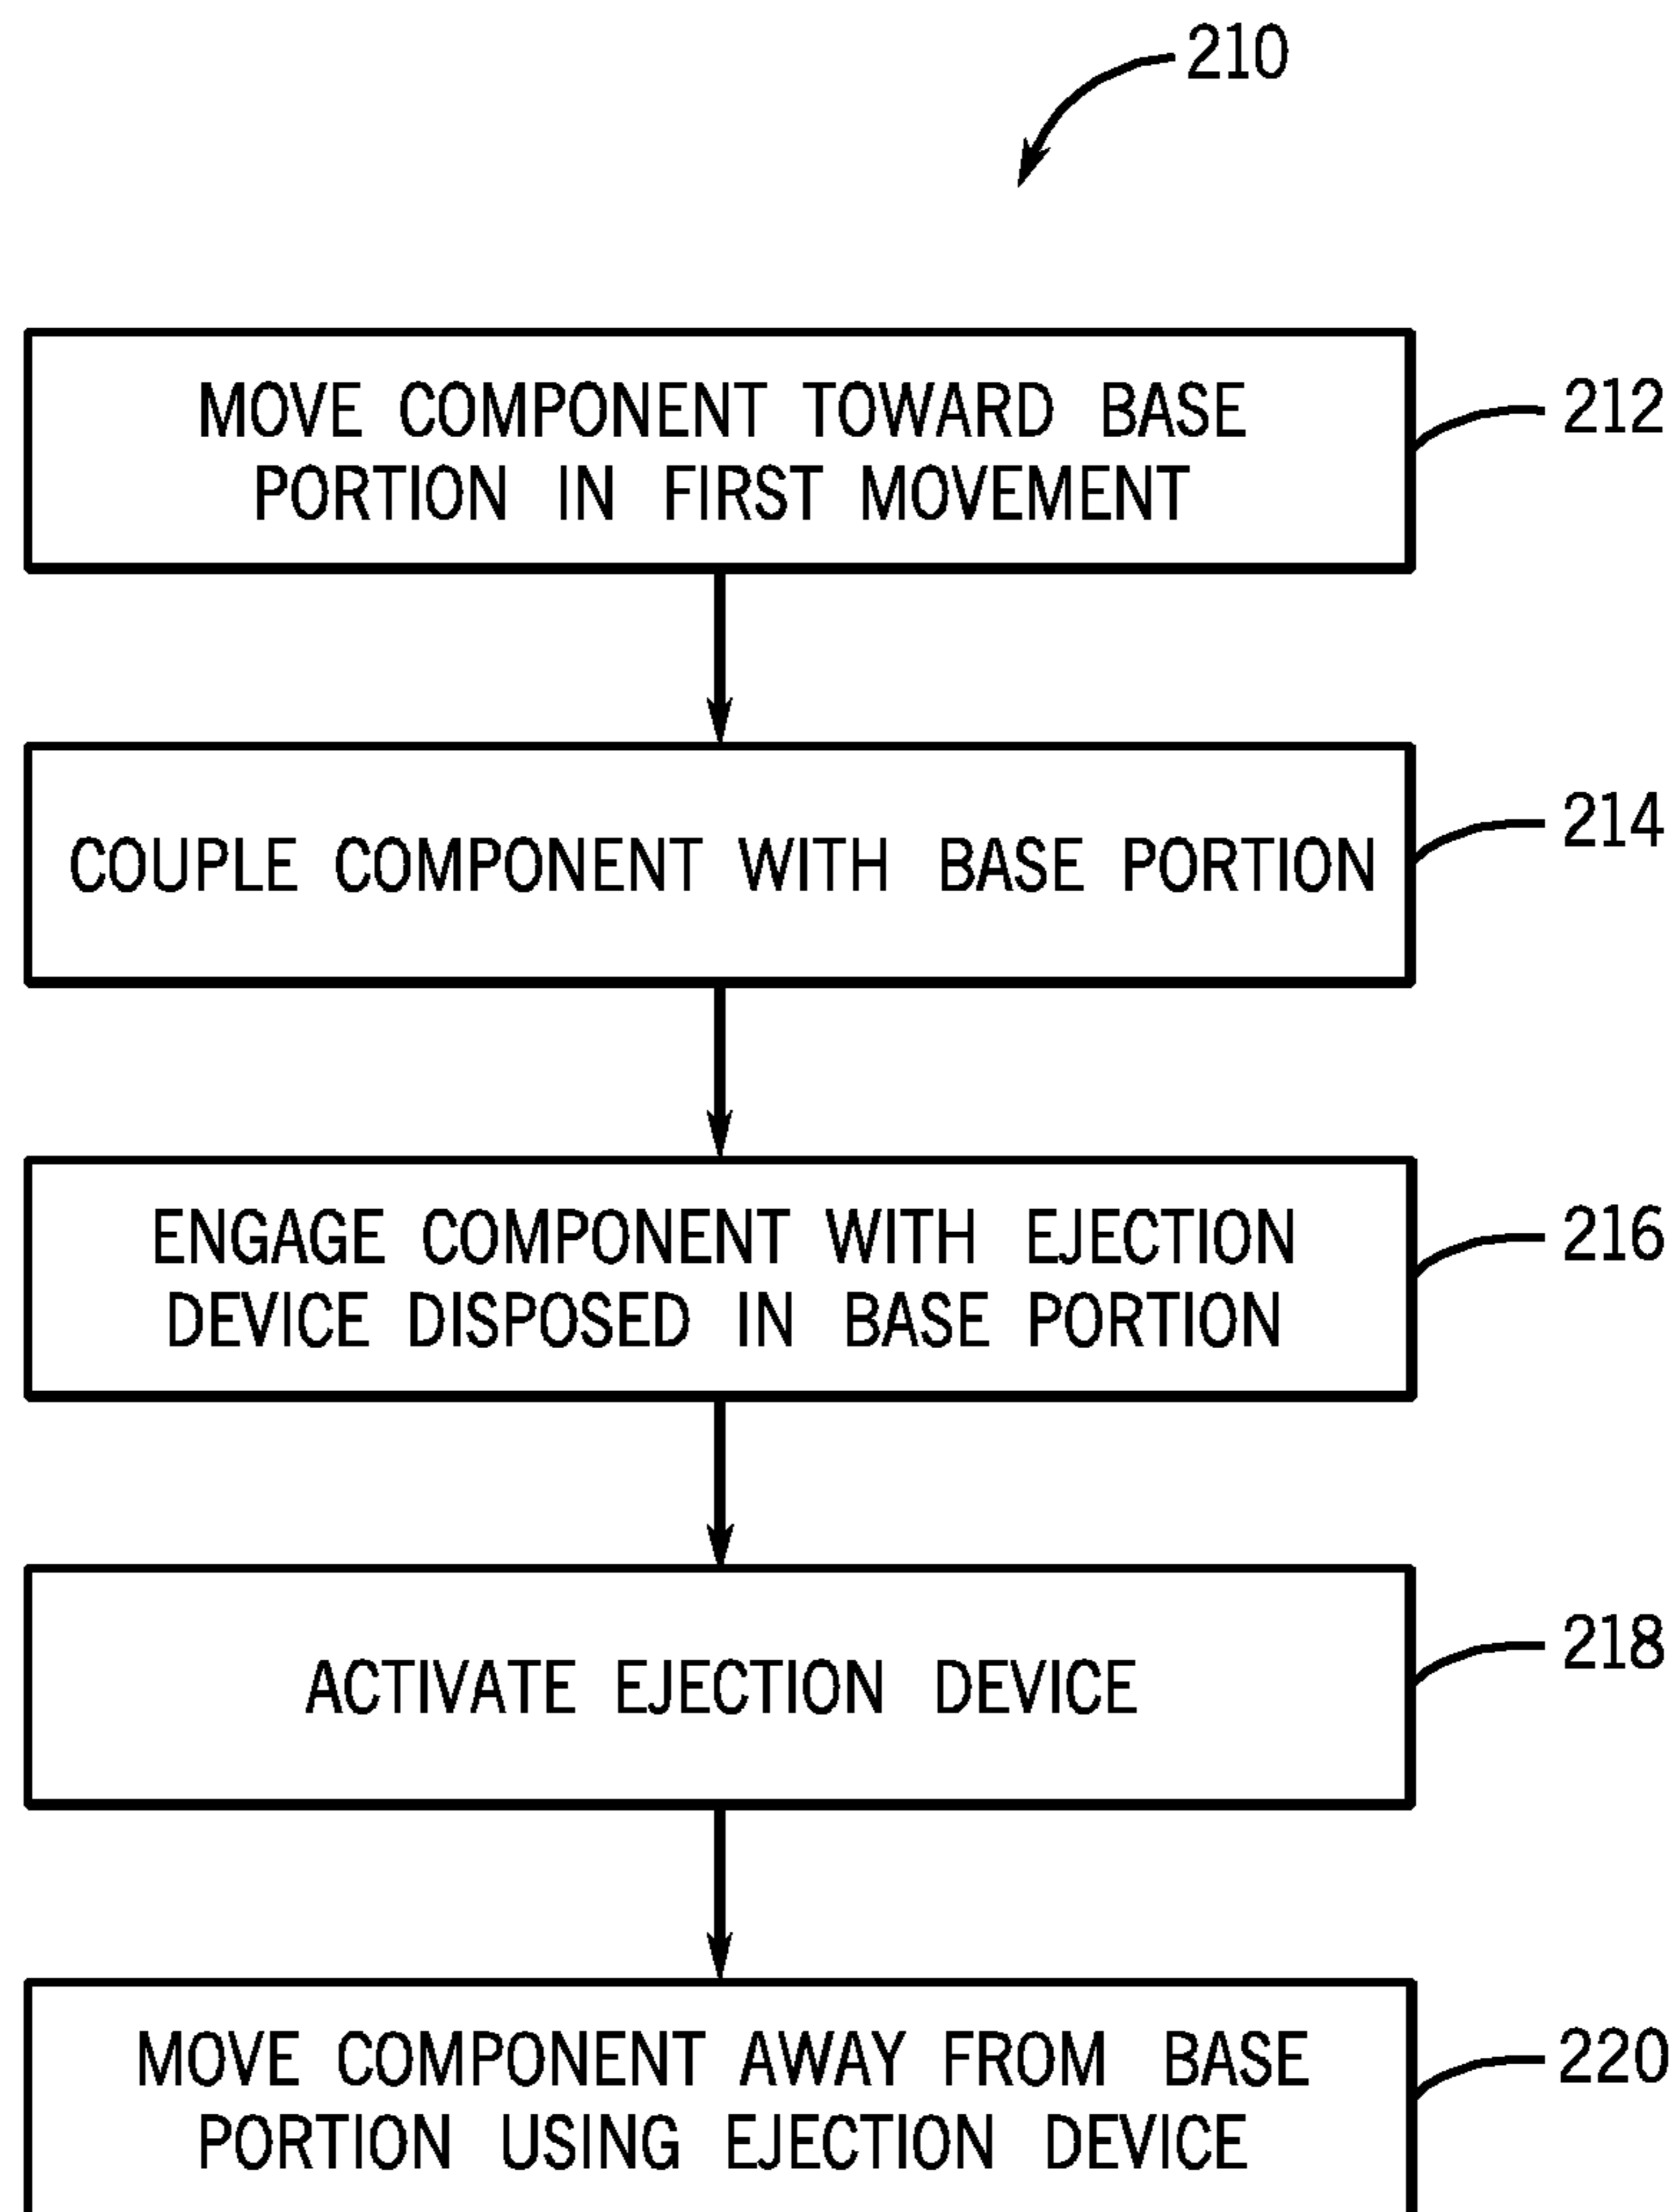 210
MOVE COMPONENT TOWARD BASE
PORTION IN FIRST MOVEMENT
212
COUPLE COMPONENT WITH BASE PORTION
214
ENGAGE COMPONENT WITH EJECTION
DEVICE DISPOSED IN BASE PORTION
216
ACTIVATE EJECTION DEVICE
218
MOVE COMPONENT AWAY FROM BASE
PORTION USING EJECTION DEVICE
220